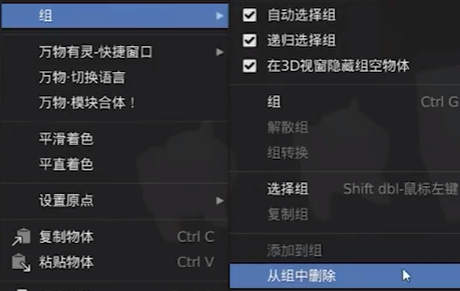 组
万物有灵-快捷窗口
万物·切换语言
万物·模块合体！
平滑着色
平直着色
设置原点
复制物体 Ctrl C
粘贴物体 Ctrl V
自动选择组
递归选择组
在3D视窗隐藏组空物体
组 Ctrl G
解散组
组转换
选择组 Shift dbl-鼠标左键
复制组
添加到组
从组中删除